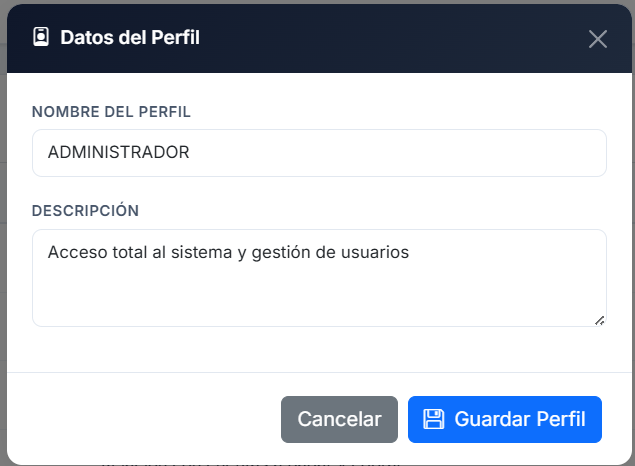 Datos del Perfil
NOMBRE DEL PERFIL
ADMINISTRADOR
DESCRIPCIÓN
Acceso total al sistema y gestión de usuarios
Cancelar
Guardar Perfil